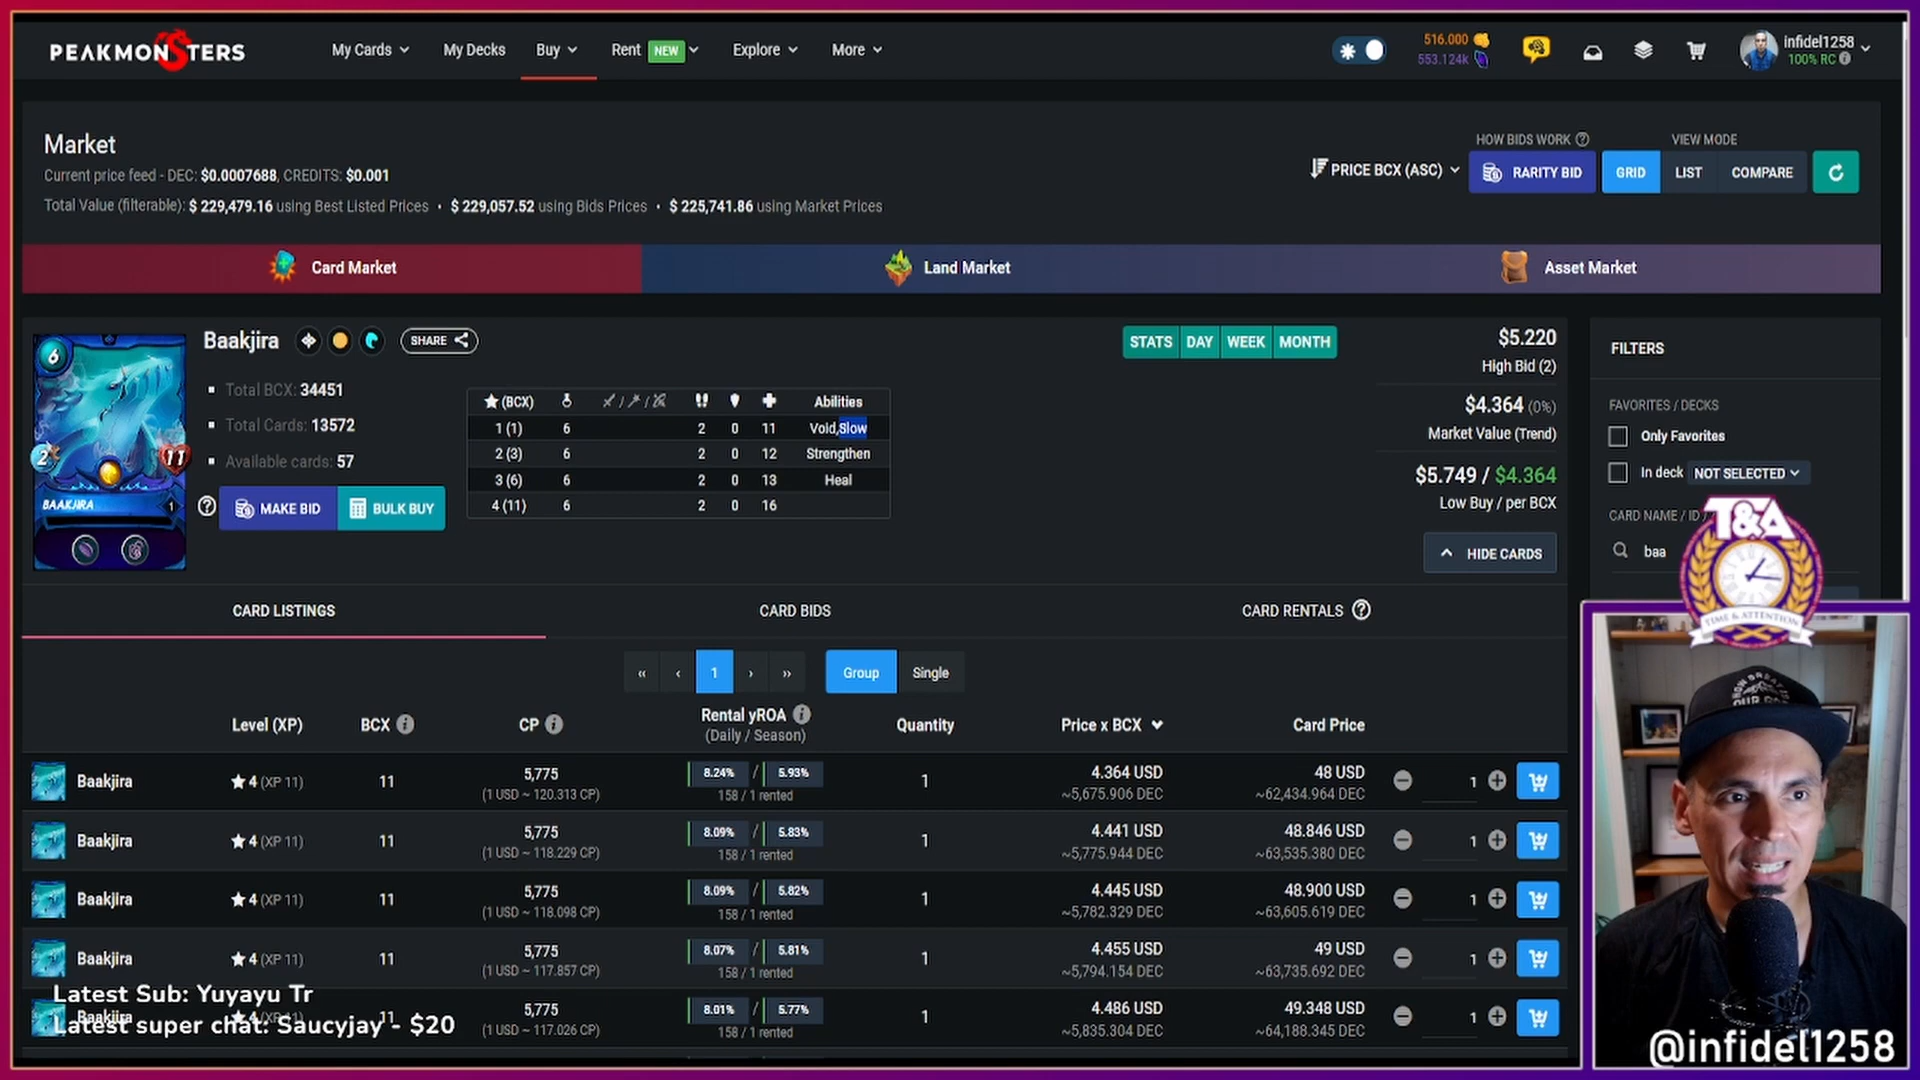 PEAKMONSTERS
My Cards
My Decks
Buy
Rent NEW
Explore
More
516.000
553.124k
infidel1258
100% RC
Market
Current price feed - DEC: $0.0007688, CREDITS: $0.001
Total Value (filterable): $ 229,479.16 using Best Listed Prices • $ 229,057.52 using Bids Prices • $ 225,741.86 using Market Prices
PRICE BCX (ASC)
HOW BIDS WORK
RARITY BID
VIEW MODE
GRID LIST COMPARE
Card Market
Land Market
Asset Market
6
2
11
BAAKJIRA 1
Baakjira
SHARE
Total BCX: 34451
Total Cards: 13572
Available cards: 57
MAKE BID
BULK BUY
(BCX) / / Abilities
1 (1) 6 2 0 11 Void,Slow
2 (3) 6 2 0 12 Strengthen
3 (6) 6 2 0 13 Heal
4 (11) 6 2 0 16
STATS DAY WEEK MONTH
$5.220
High Bid (2)
$4.364 (0%)
Market Value (Trend)
$5.749 / $4.364
Low Buy / per BCX
HIDE CARDS
FILTERS
FAVORITES / DECKS
Only Favorites
In deck NOT SELECTED
CARD NAME / ID /
baa
T&A
TIME & ATTENTION
CARD LISTINGS
CARD BIDS
CARD RENTALS
« ‹ 1 › »
Group Single
Level (XP) BCX CP Rental yROA Quantity Price x BCX Card Price
(Daily / Season)
Baakjira 4 (XP 11) 11 5,775 8.24% / 5.93% 1 4.364 USD 48 USD 1
(1 USD ~ 120.313 CP) 158 / 1 rented ~5,675.906 DEC ~62,434.964 DEC
Baakjira 4 (XP 11) 11 5,775 8.09% / 5.83% 1 4.441 USD 48.846 USD 1
(1 USD ~ 118.229 CP) 158 / 1 rented ~5,775.944 DEC ~63,535.380 DEC
Baakjira 4 (XP 11) 11 5,775 8.09% / 5.82% 1 4.445 USD 48.900 USD 1
(1 USD ~ 118.098 CP) 158 / 1 rented ~5,782.329 DEC ~63,605.619 DEC
Baakjira 4 (XP 11) 11 5,775 8.07% / 5.81% 1 4.455 USD 49 USD 1
(1 USD ~ 117.857 CP) 158 / 1 rented ~5,794.154 DEC ~63,735.692 DEC
Baakjira 4 (XP 11) 11 5,775 8.01% / 5.77% 1 4.486 USD 49.348 USD 1
(1 USD ~ 117.026 CP) 158 / 1 rented ~5,835.304 DEC ~64,188.345 DEC
Latest Sub: Yuyayu Tr
Latest super chat: Saucyjay - $20
@infidel1258